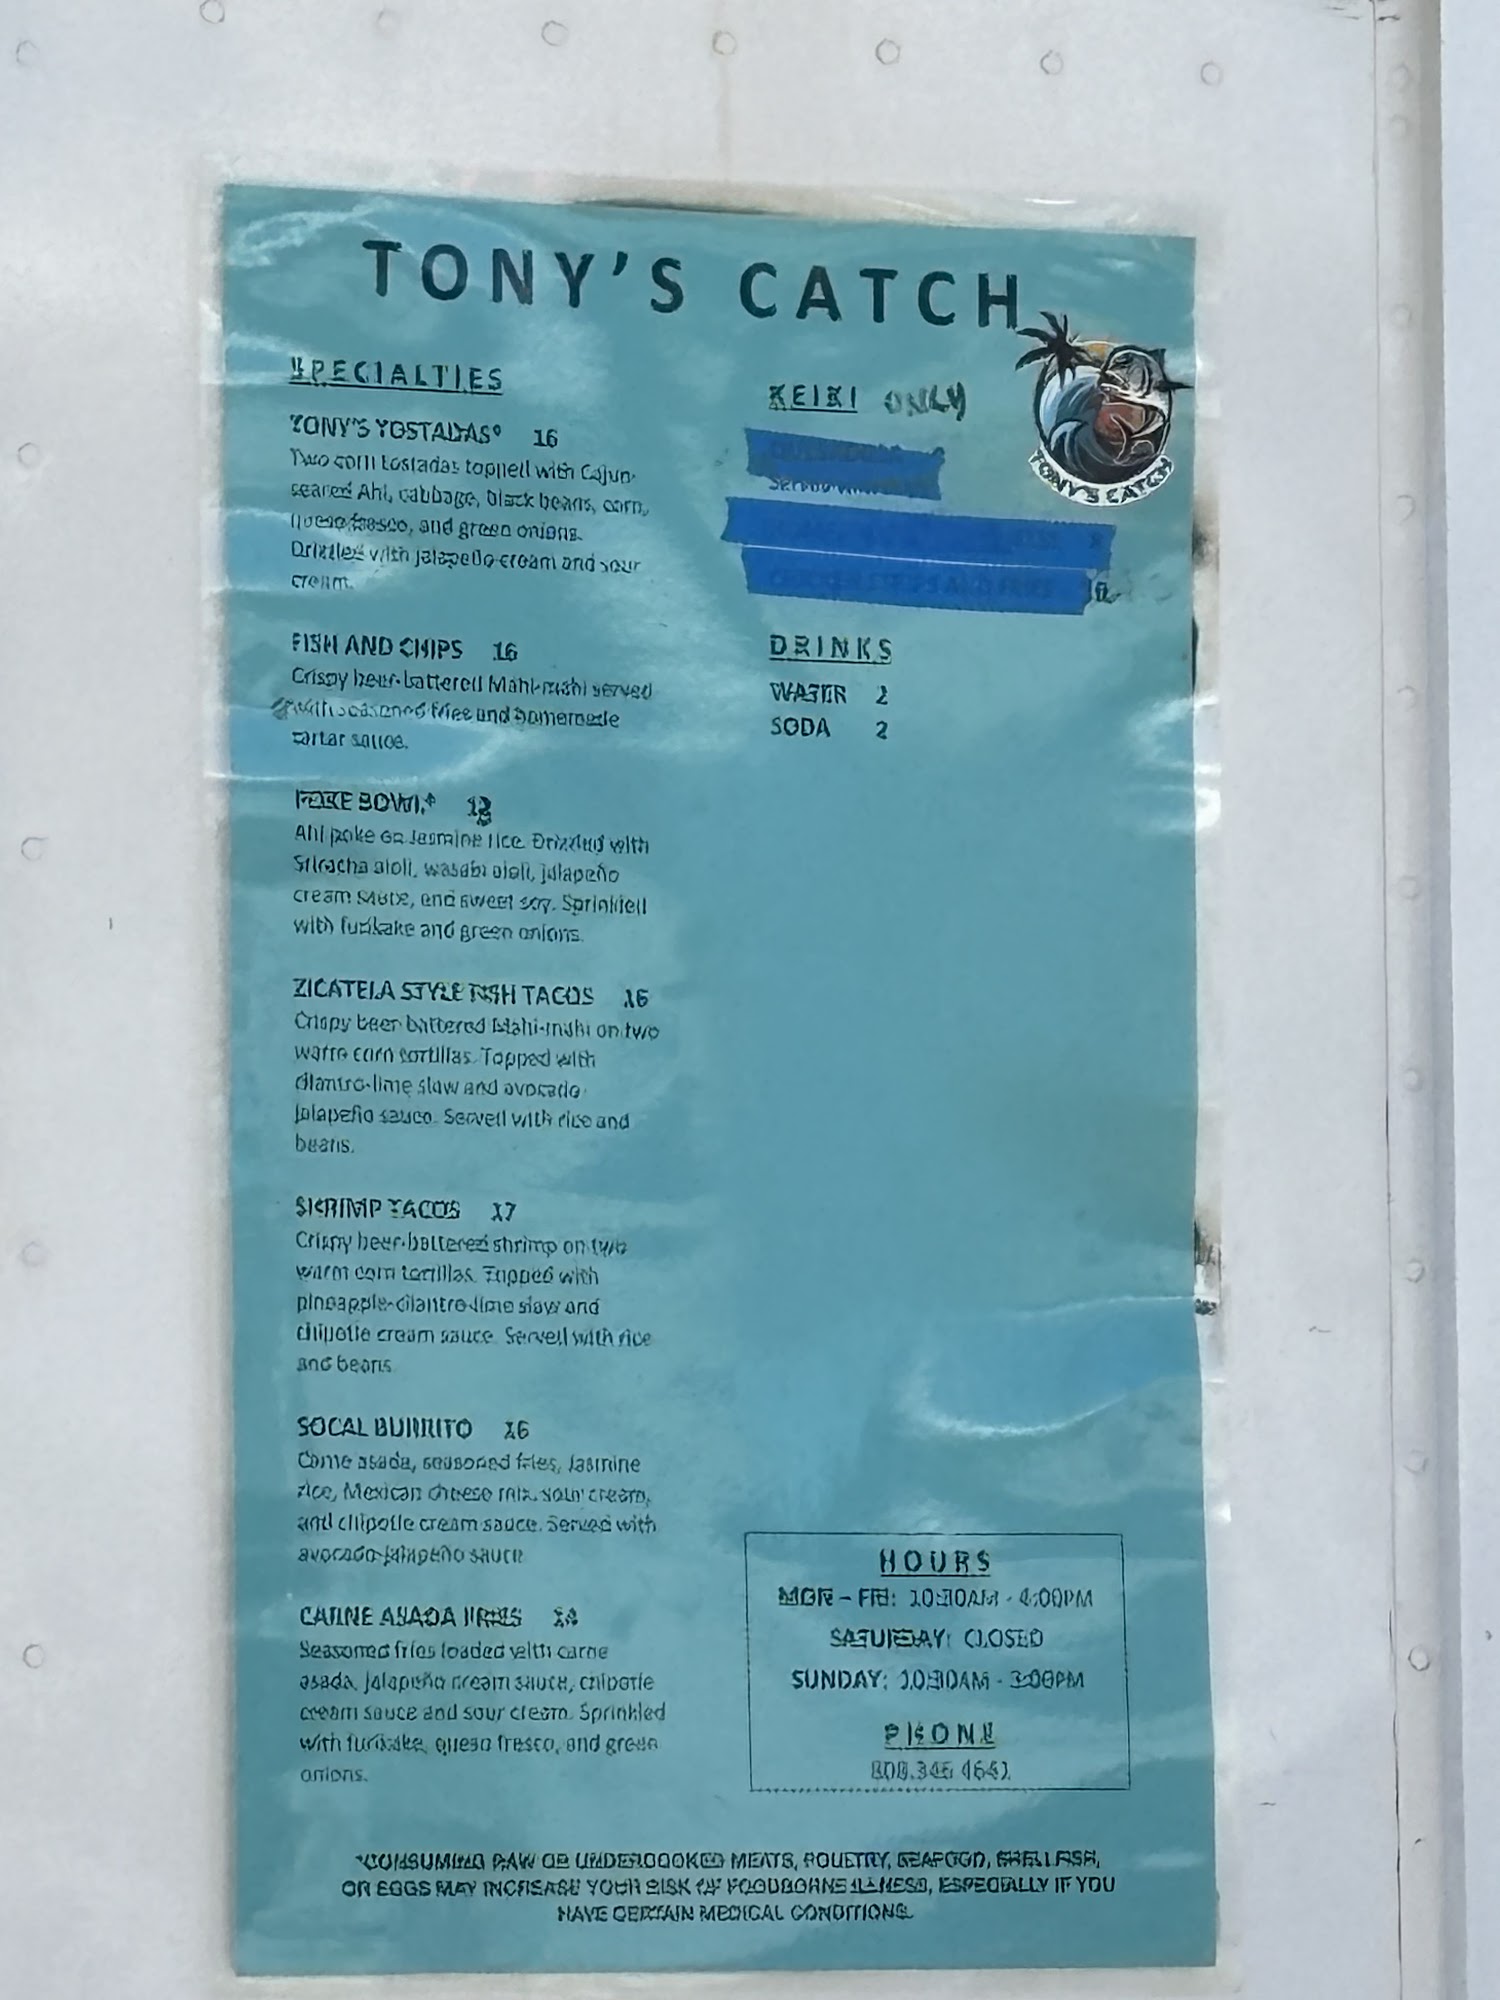 TONY'S CATCH
SPECIALTIES
TONY'S TOSTADAS* 16
Two corn tostadas topped with Cajun-
seared Ahi, cabbage, black beans, corn,
queso fresco, and green onions.
Drizzled with jalapeño cream and sour
cream.
FISH AND CHIPS 16
Crispy beer-battered Mahi-mahi served
with seasoned fries and homemade
tartar sauce.
POKE BOWL*
Ahi poke on Jasmine rice. Drizzled with
Sriracha aioli, wasabi aioli, jalapeño
cream sauce, and sweet soy. Sprinkled
with furikake and green onions.
ZICATELA STYLE FISH TACOS 16
Crispy beer-battered Mahi-mahi on two
warm corn tortillas. Topped with
cilantro-lime slaw and avocado-
jalapeño sauce. Served with rice and
beans.
SHRIMP TACOS 17
Crispy beer-battered shrimp on two
warm corn tortillas. Topped with
pineapple-cilantro-lime slaw and
chipotle cream sauce. Served with rice
and beans.
SOCAL BURRITO 16
Carne asada, seasoned fries, Jasmine
rice, Mexican cheese mix, sour cream,
and chipotle cream sauce. Served with
avocado-jalapeño sauce
CARNE ASADA FRIES
Seasoned fries loaded with carne
asada, jalapeño cream sauce, chipotle
cream sauce and sour cream. Sprinkled
with furikake, queso fresco, and green
onions.
KEIKI ONLY
TONY'S CATCH
DRINKS
WATER 2
SODA 2
HOURS
MON - FRI: 10:30AM - 4:00PM
SATURDAY: CLOSED
SUNDAY: 10:30AM - 3:00PM
PHONE
*CONSUMING RAW OR UNDERCOOKED MEATS, POULTRY, SEAFOOD, SHELLFISH,
OR EGGS MAY INCREASE YOUR RISK OF FOODBORNE ILLNESS, ESPECIALLY IF YOU
HAVE CERTAIN MEDICAL CONDITIONS.